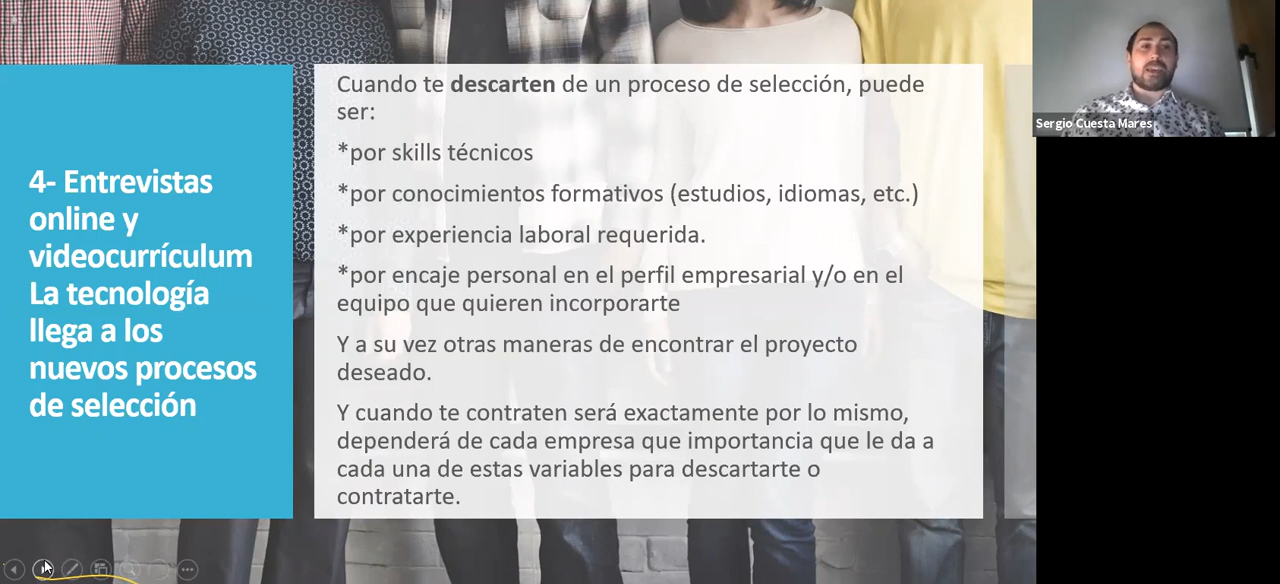 4- Entrevistas
online y
videocurrículum
La tecnología
llega a los
nuevos procesos
de selección
Cuando te descarten de un proceso de selección, puede
ser:
*por skills técnicos
*por conocimientos formativos (estudios, idiomas, etc.)
*por experiencia laboral requerida.
*por encaje personal en el perfil empresarial y/o en el
equipo que quieren incorporarte
Y a su vez otras maneras de encontrar el proyecto
deseado.
Y cuando te contraten será exactamente por lo mismo,
dependerá de cada empresa que importancia que le da a
cada una de estas variables para descartarte o
contratarte.
Sergio Cuesta Mares